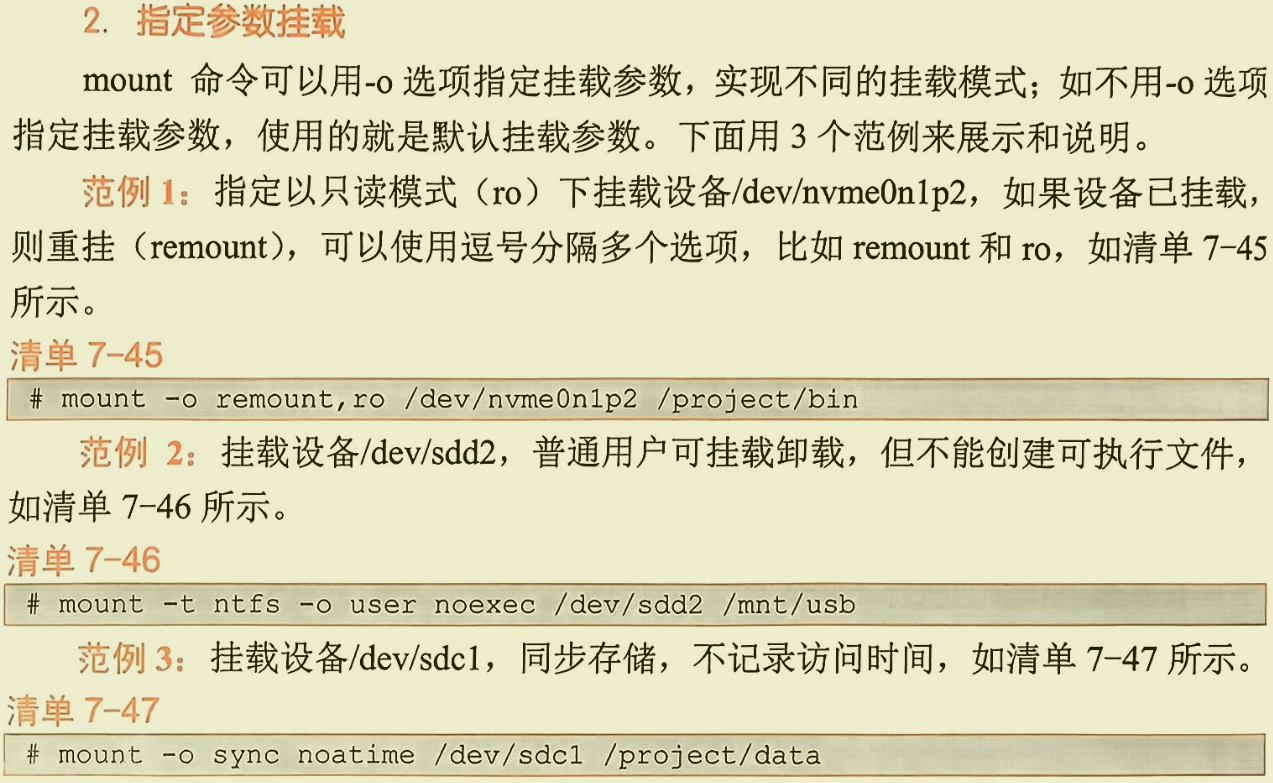 2. 指定参数挂载
mount 命令可以用-o 选项指定挂载参数，实现不同的挂载模式；如不用-o 选项
指定挂载参数，使用的就是默认挂载参数。下面用 3 个范例来展示和说明。
范例 1：指定以只读模式（ro）下挂载设备/dev/nvme0n1p2，如果设备已挂载，
则重挂（remount），可以使用逗号分隔多个选项，比如 remount 和 ro，如清单 7-45
所示。
清单 7-45
# mount -o remount,ro /dev/nvme0n1p2 /project/bin
范例 2：挂载设备/dev/sdd2，普通用户可挂载卸载，但不能创建可执行文件，
如清单 7-46 所示。
清单 7-46
# mount -t ntfs -o user noexec /dev/sdd2 /mnt/usb
范例 3：挂载设备/dev/sdc1，同步存储，不记录访问时间，如清单 7-47 所示。
清单 7-47
# mount -o sync noatime /dev/sdc1 /project/data